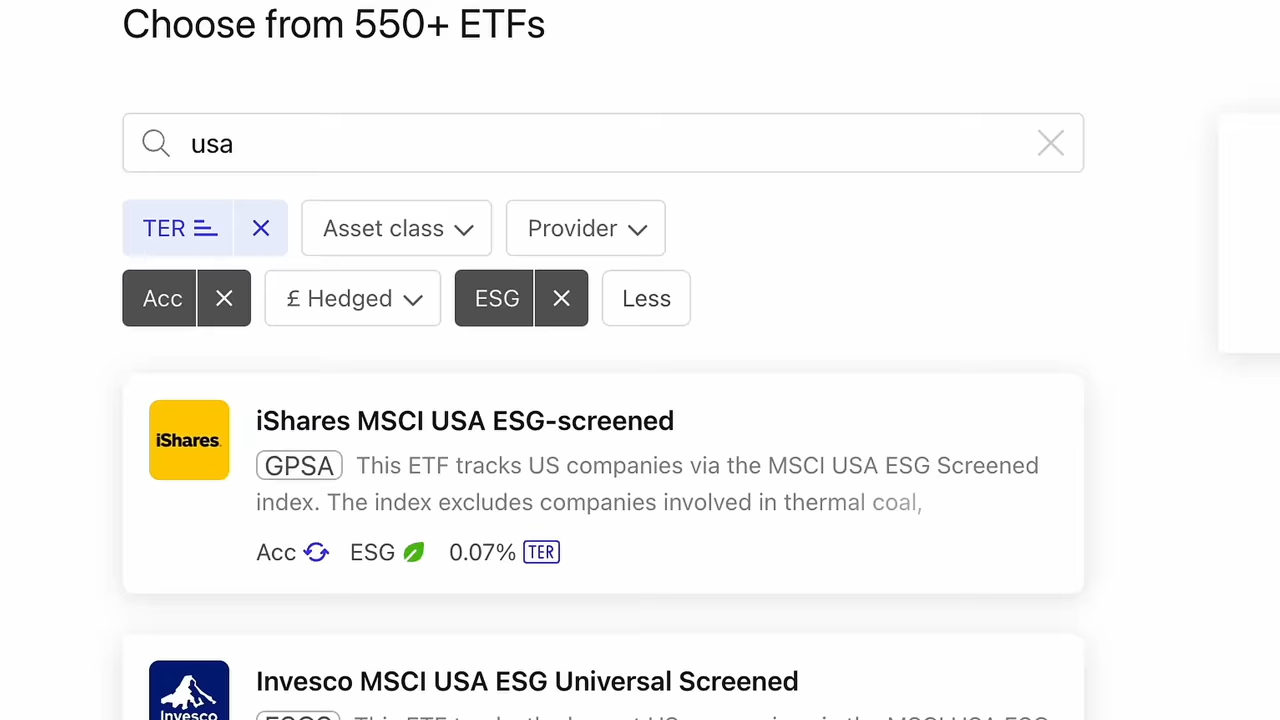 Choose from 550+ ETFs
usa
TER Asset class Provider
Acc £ Hedged ESG Less
iShares MSCI USA ESG-screened
iShares.
GPSA This ETF tracks US companies via the MSCI USA ESG Screened
index. The index excludes companies involved in thermal coal,
Acc ESG 0.07% TER
Invesco MSCI USA ESG Universal Screened
Invesco